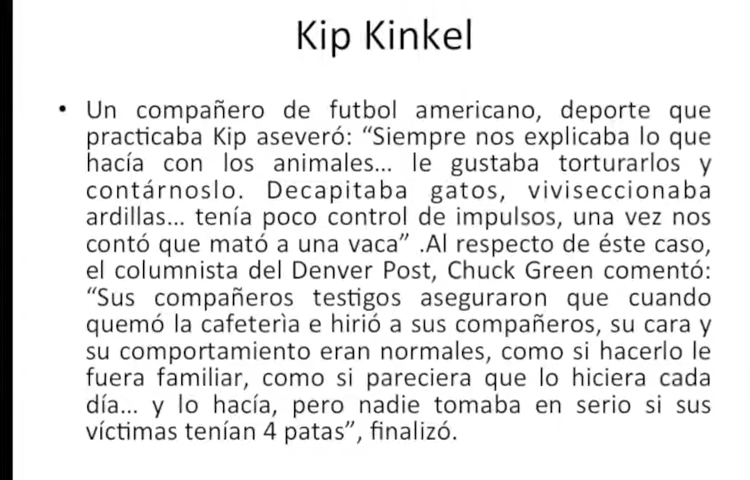 Kip Kinkel
• Un compañero de futbol americano, deporte que
practicaba Kip aseveró: “Siempre nos explicaba lo que
hacía con los animales... le gustaba torturarlos y
contárnoslo. Decapitaba gatos, viviseccionaba
ardillas... tenía poco control de impulsos, una vez nos
contó que mató a una vaca” .Al respecto de éste caso,
el columnista del Denver Post, Chuck Green comentó:
“Sus compañeros testigos aseguraron que cuando
quemó la cafeterìa e hirió a sus compañeros, su cara y
su comportamiento eran normales, como si hacerlo le
fuera familiar, como si pareciera que lo hiciera cada
día... y lo hacía, pero nadie tomaba en serio si sus
víctimas tenían 4 patas”, finalizó.